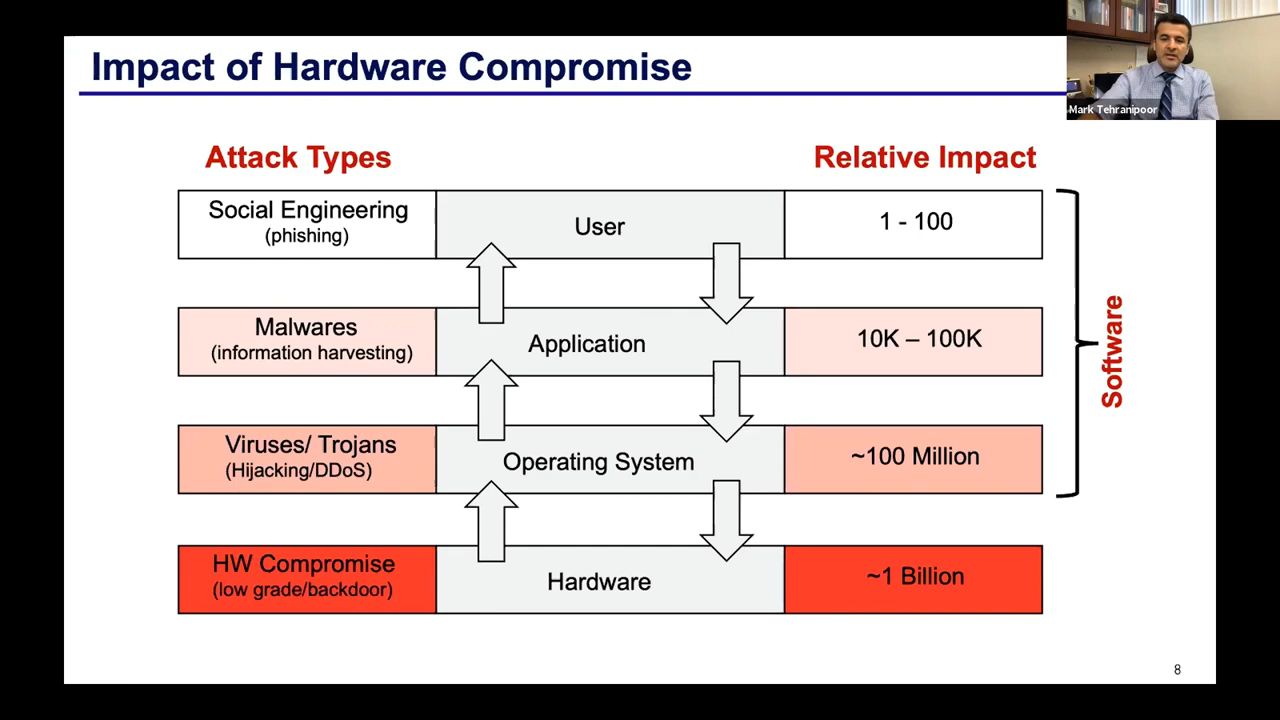 Impact of Hardware Compromise
Mark Tehranipoor
Attack Types
Relative Impact
Social Engineering
(phishing)
User
1 - 100
Malwares
(information harvesting)
Application
10K – 100K
Viruses/ Trojans
(Hijacking/DDoS)
Operating System
~100 Million
HW Compromise
(low grade/backdoor)
Hardware
~1 Billion
Software
8